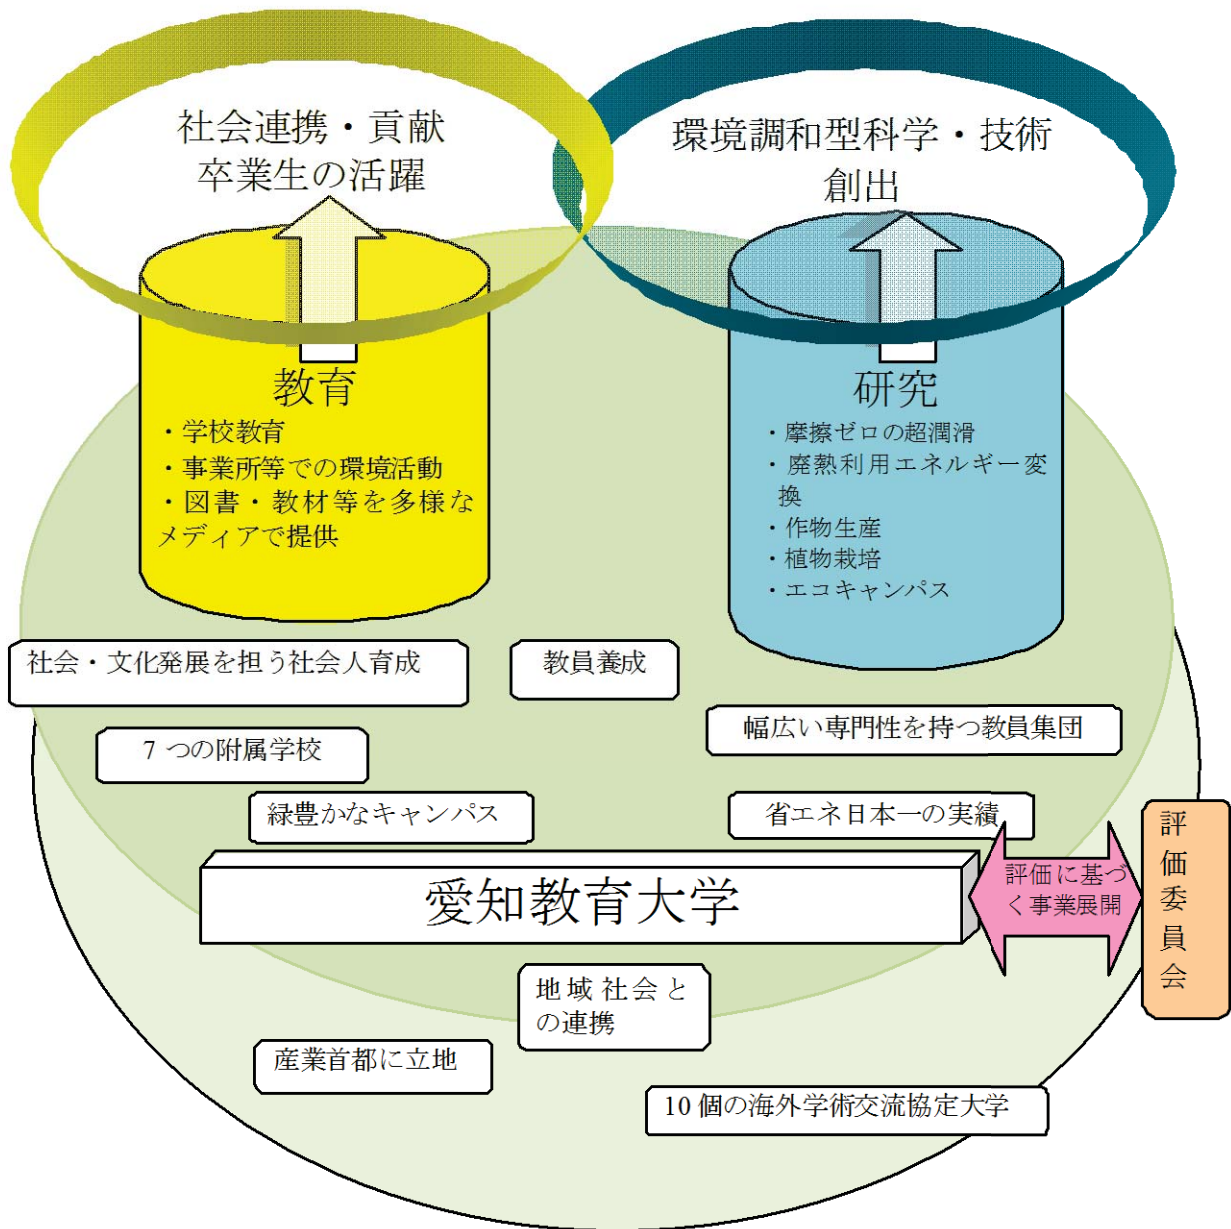 社会連携・貢献
卒業生の活躍
環境調和型科学・技術
創出
教育
・学校教育
・事業所等での環境活動
・図書・教材等を多様な
メディアで提供
研究
・摩擦ゼロの超潤滑
・廃熱利用エネルギー変
換
・作物生産
・植物栽培
・エコキャンパス
社会・文化発展を担う社会人育成
教員養成
7 つの附属学校
幅広い専門性を持つ教員集団
緑豊かなキャンパス
省エネ日本一の実績
愛知教育大学
評価に基づ
く事業展開
評価委員会
地域社会と
の連携
産業首都に立地
10 個の海外学術交流協定大学